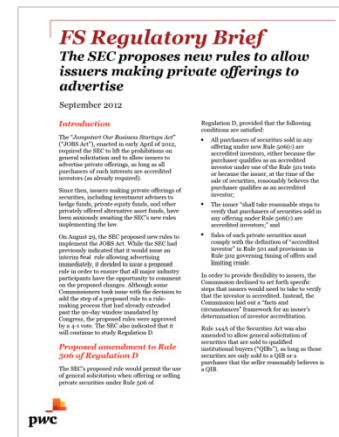 FS Regulatory Brief
The SEC proposes new rules to allow
issuers making private offerings to
advertise
September 2012
Introduction
The "Jumpstart Our Business Startups Act"
("JOBS Act"), enacted in early April of 2012,
required the SEC to lift the prohibitions on
general solicitation and to allow issuers to
advertise private offerings, as long as all
purchasers of such interests are accredited
investors (as already required).
Since then, issuers making private offerings of
securities, including investment advisers to
hedge funds, private equity funds, and other
privately offered alternative asset funds, have
been anxiously awaiting the SEC's new rules
implementing the law.
On August 29, the SEC proposed new rules to
implement the JOBS Act. While the SEC had
previously indicated that it would issue an
interim final rule allowing advertising
immediately, it decided to issue a proposed
rule in order to ensure that all major industry
participants have the opportunity to comment
on the proposed changes. Although some
Commissioners took issue with the decision to
add the step of a proposed rule to a rule-
making process that had already extended
past the 90-day window mandated by
Congress, the proposed rules were approved
by a 4-1 vote. The SEC also indicated that it
will continue to study Regulation D.
Proposed amendment to Rule
506 of Regulation D
The SEC's proposed rule would permit the use
of general solicitation when offering or selling
private securities under Rule 506 of
Regulation D, provided that the following
conditions are satisfied:
• All purchasers of securities sold in any
offering under new Rule 506(c) are
accredited investors, either because the
purchaser qualifies as an accredited
investor under one of the Rule 501 tests
or because the issuer, at the time of the
sale of securities, reasonably believes the
purchaser qualifies as an accredited
investor;
• The issuer "shall take reasonable steps to
verify that purchasers of securities sold in
any offering under Rule 506(c) are
accredited investors;" and
• Sales of such private securities must
comply with the definition of "accredited
investor" in Rule 501 and provisions in
Rule 502 governing timing of offers and
limiting resale.
In order to provide flexibility to issuers, the
Commission declined to set forth specific
steps that issuers would need to take to verify
that the investor is accredited. Instead, the
Commission laid out a "facts and
circumstances" framework for an issuer's
determination of investor accreditation.
Rule 144A of the Securities Act was also
amended to allow general solicitation of
securities that are sold to qualified
institutional buyers ("QIBs"), as long as those
securities are only sold to a QIB or a
purchaser that the seller reasonably believes is
a QIB.
pwc